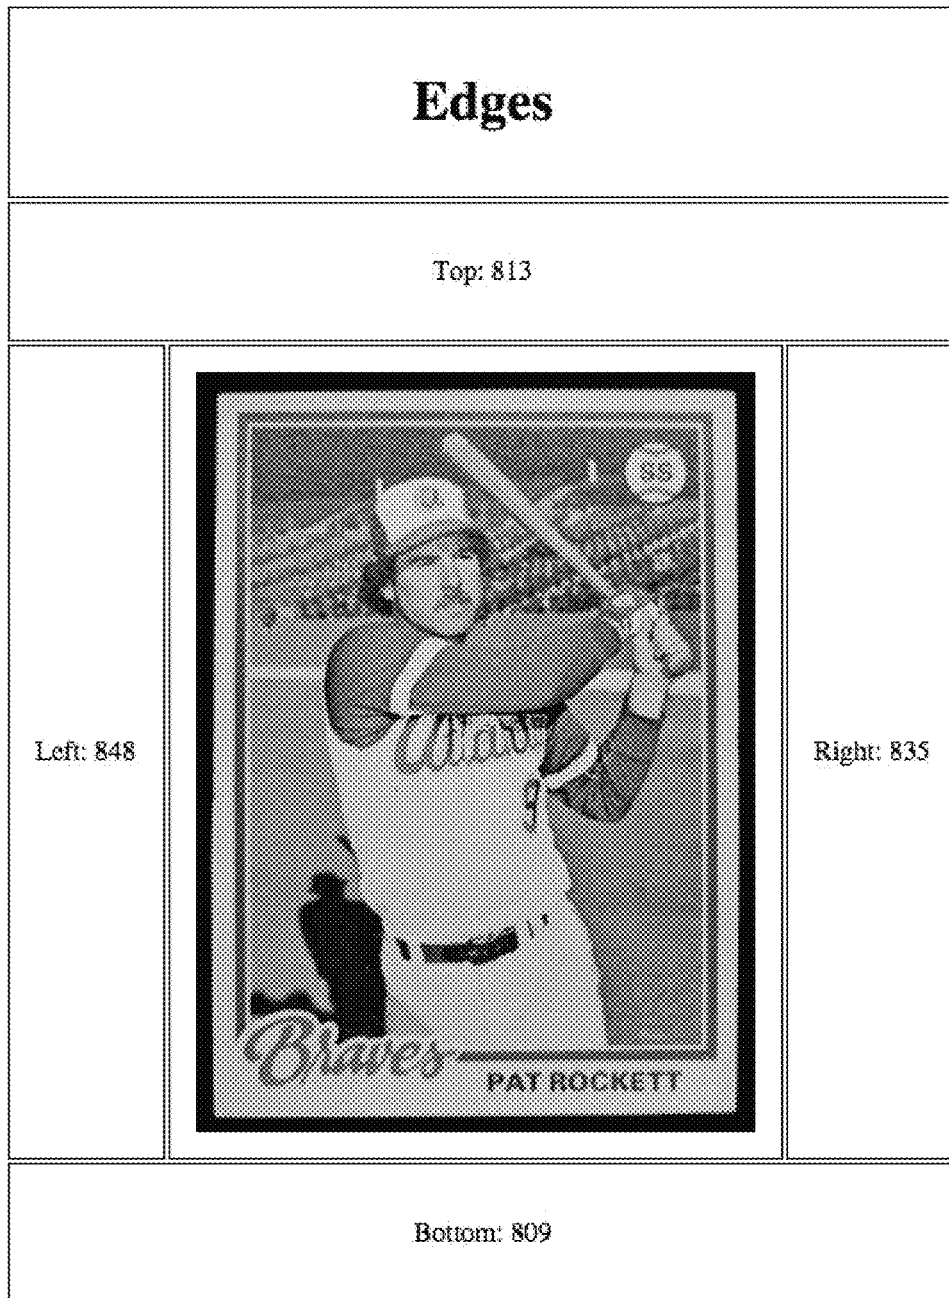 Edges
Top: 813
SS
Left: 848
Right: 835
Braves
PAT ROCKETT
Bottom: 809